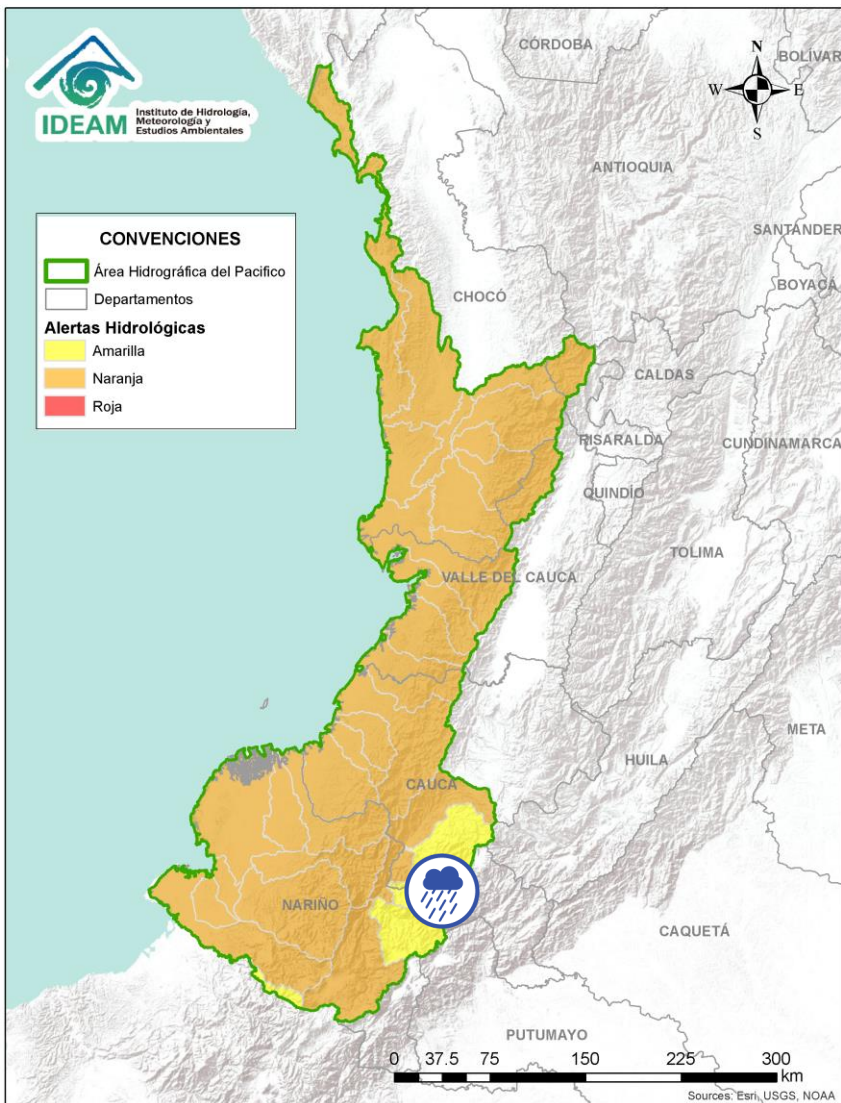 IDEAM
Instituto de Hidrología,
Meteorología y
Estudios Ambientales
N
W
E
S
CÓRDOBA
BOLÍVAR
ANTIOQUIA
SANTANDER
BOYACÁ
CHOCÓ
CONVENCIONES
Área Hidrográfica del Pacifico
Departamentos
Alertas Hidrológicas
Amarilla
Naranja
Roja
CALDAS
RISARALDA
CUNDINAMARCA
QUINDÍO
TOLIMA
VALLE DEL CAUCA
META
HUILA
CAUCA
NARIÑO
CAQUETÁ
PUTUMAYO
0 37.5 75 150 225 300
km
Sources: Esri, USGS, NOAA